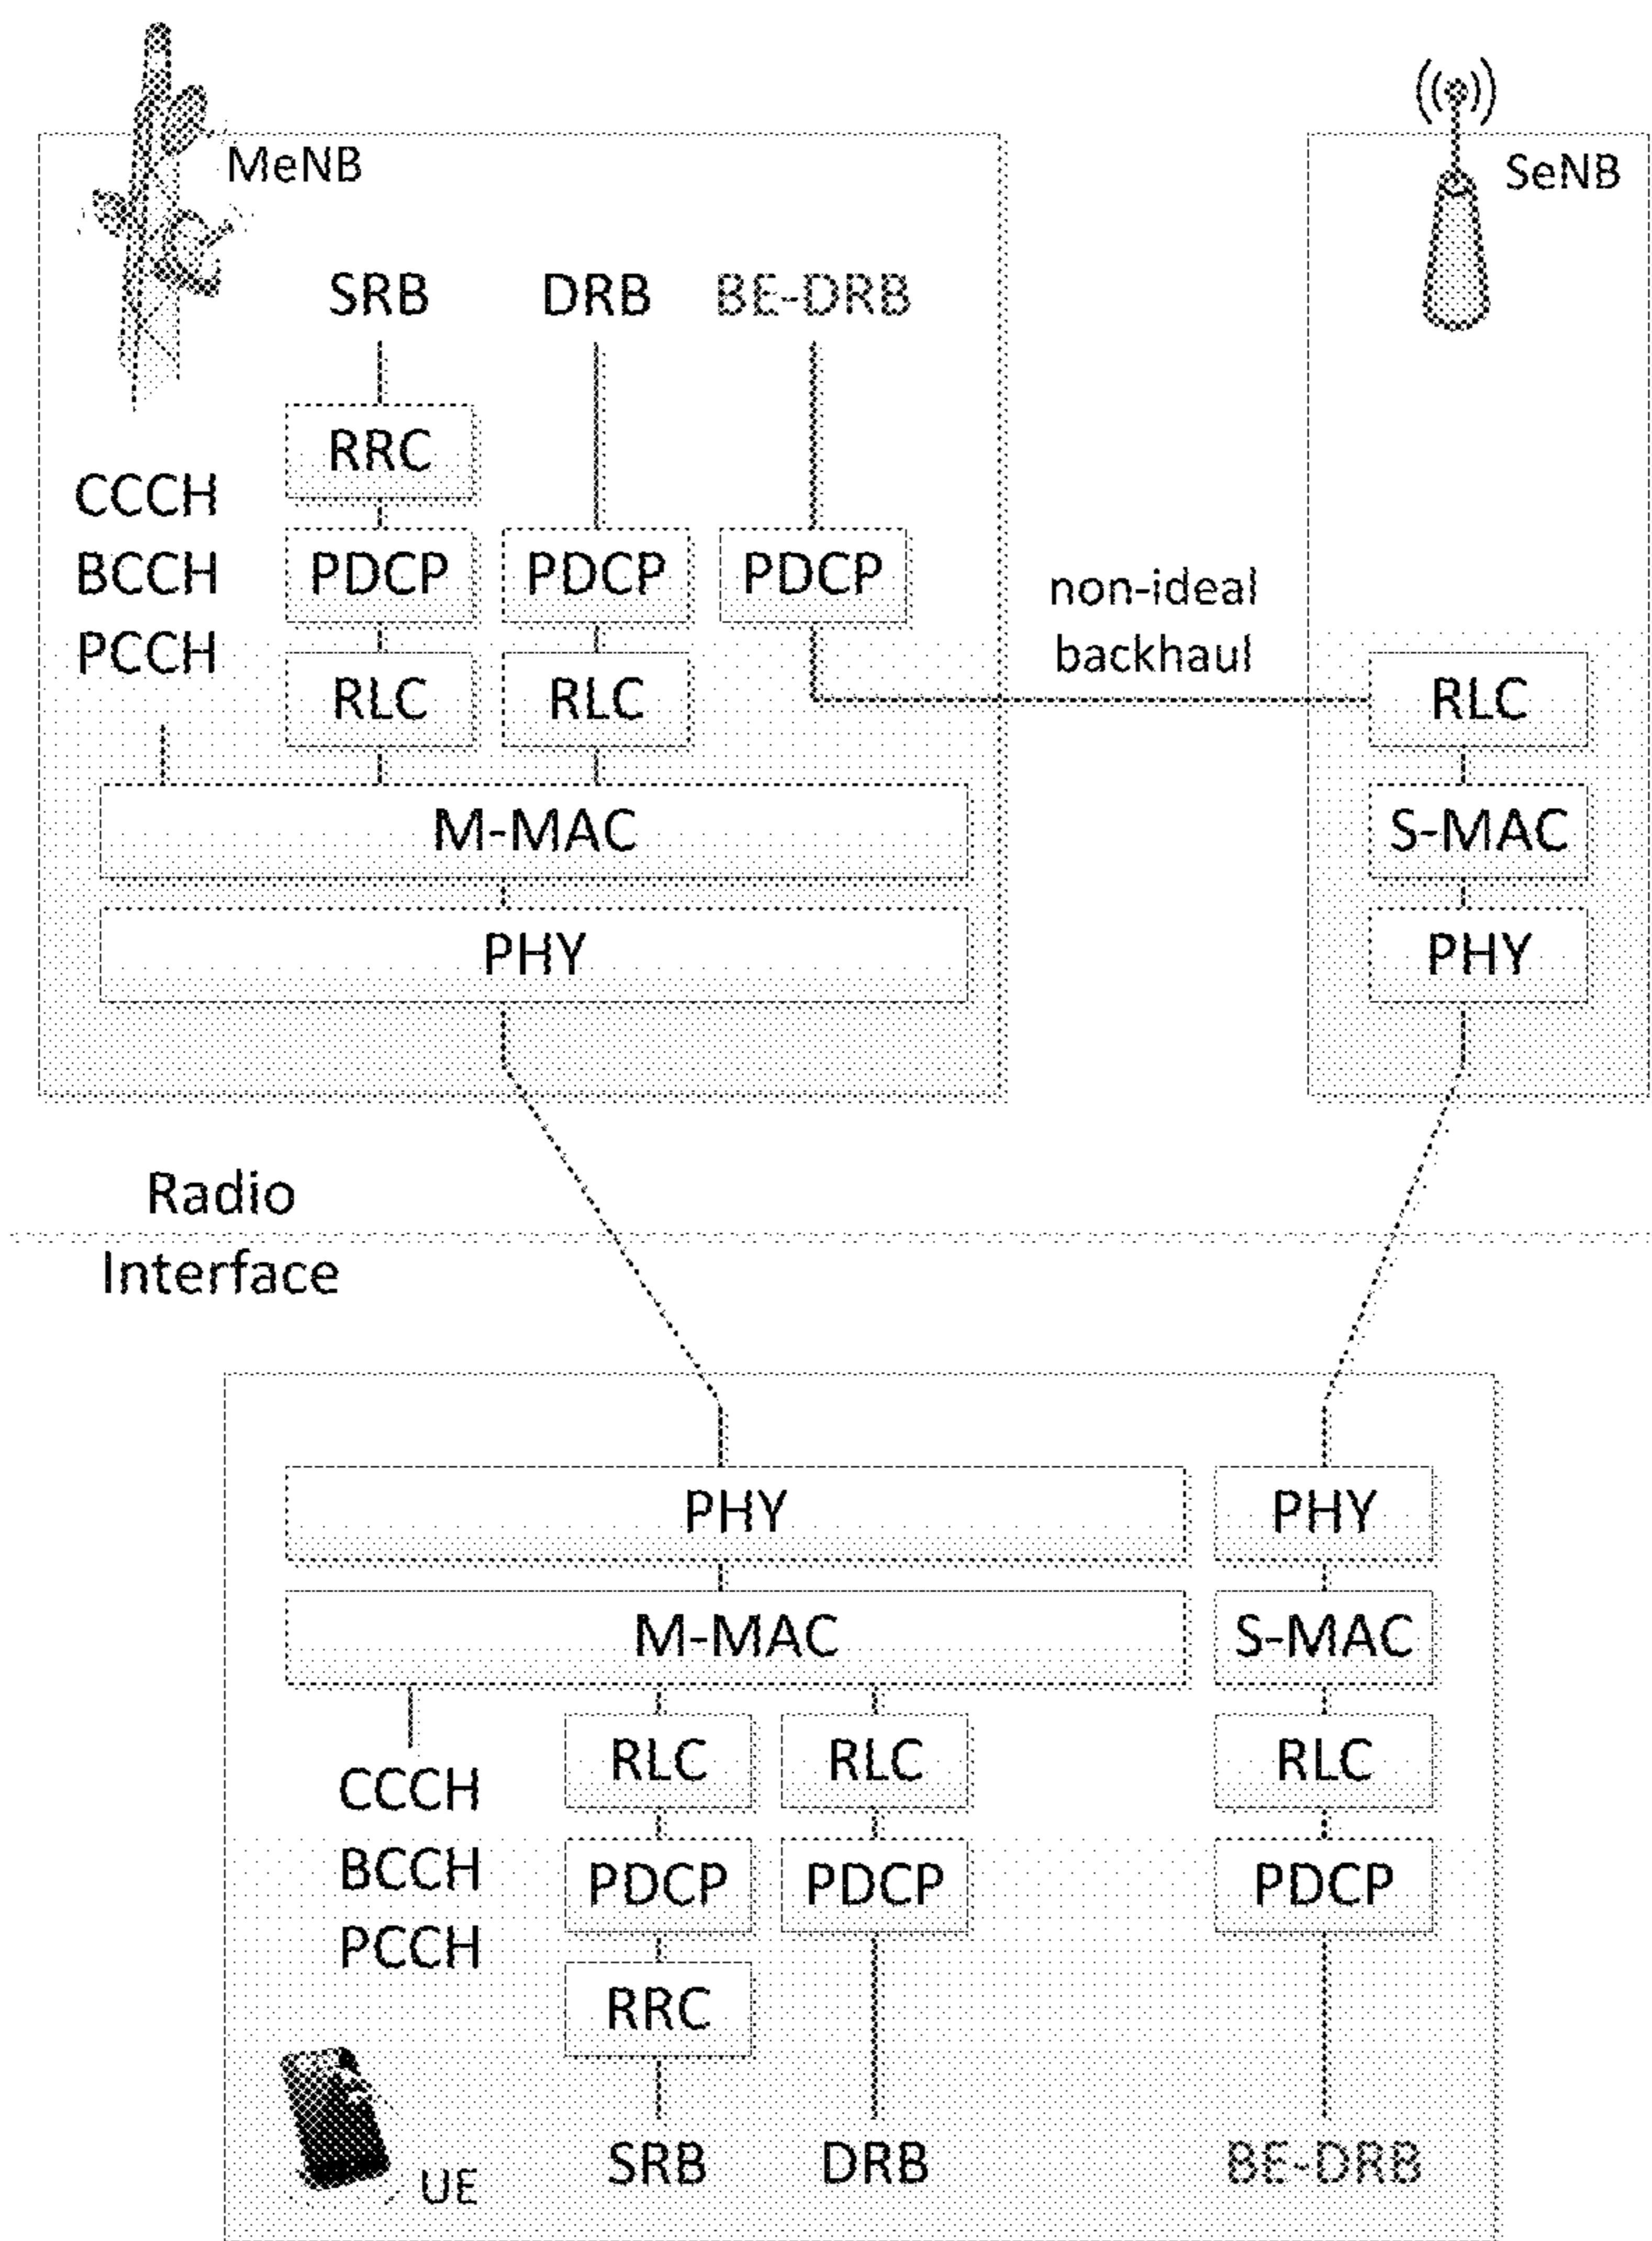 MeNB
SeNB
SRB
DRB
BE-DRB
RRC
CCCH
BCCH
PCCH
PDCP
PDCP
PDCP
non-ideal
backhaul
RLC
RLC
RLC
M-MAC
S-MAC
PHY
PHY
Radio
Interface
PHY
PHY
M-MAC
S-MAC
RLC
RLC
RLC
CCCH
BCCH
PCCH
PDCP
PDCP
PDCP
RRC
UE
SRB
DRB
BE-DRB